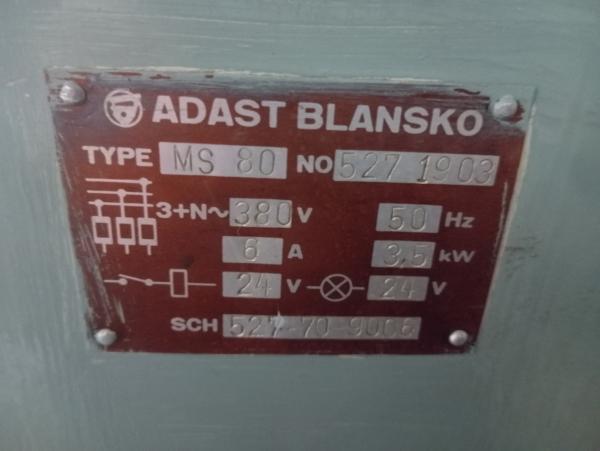 ADAST BLANSKO
TYPE MS 80 NO 527 1903
3+N~ 380 V 50 Hz
6 A 3,5 kW
24 V 24 V
SCH 527-70-9006